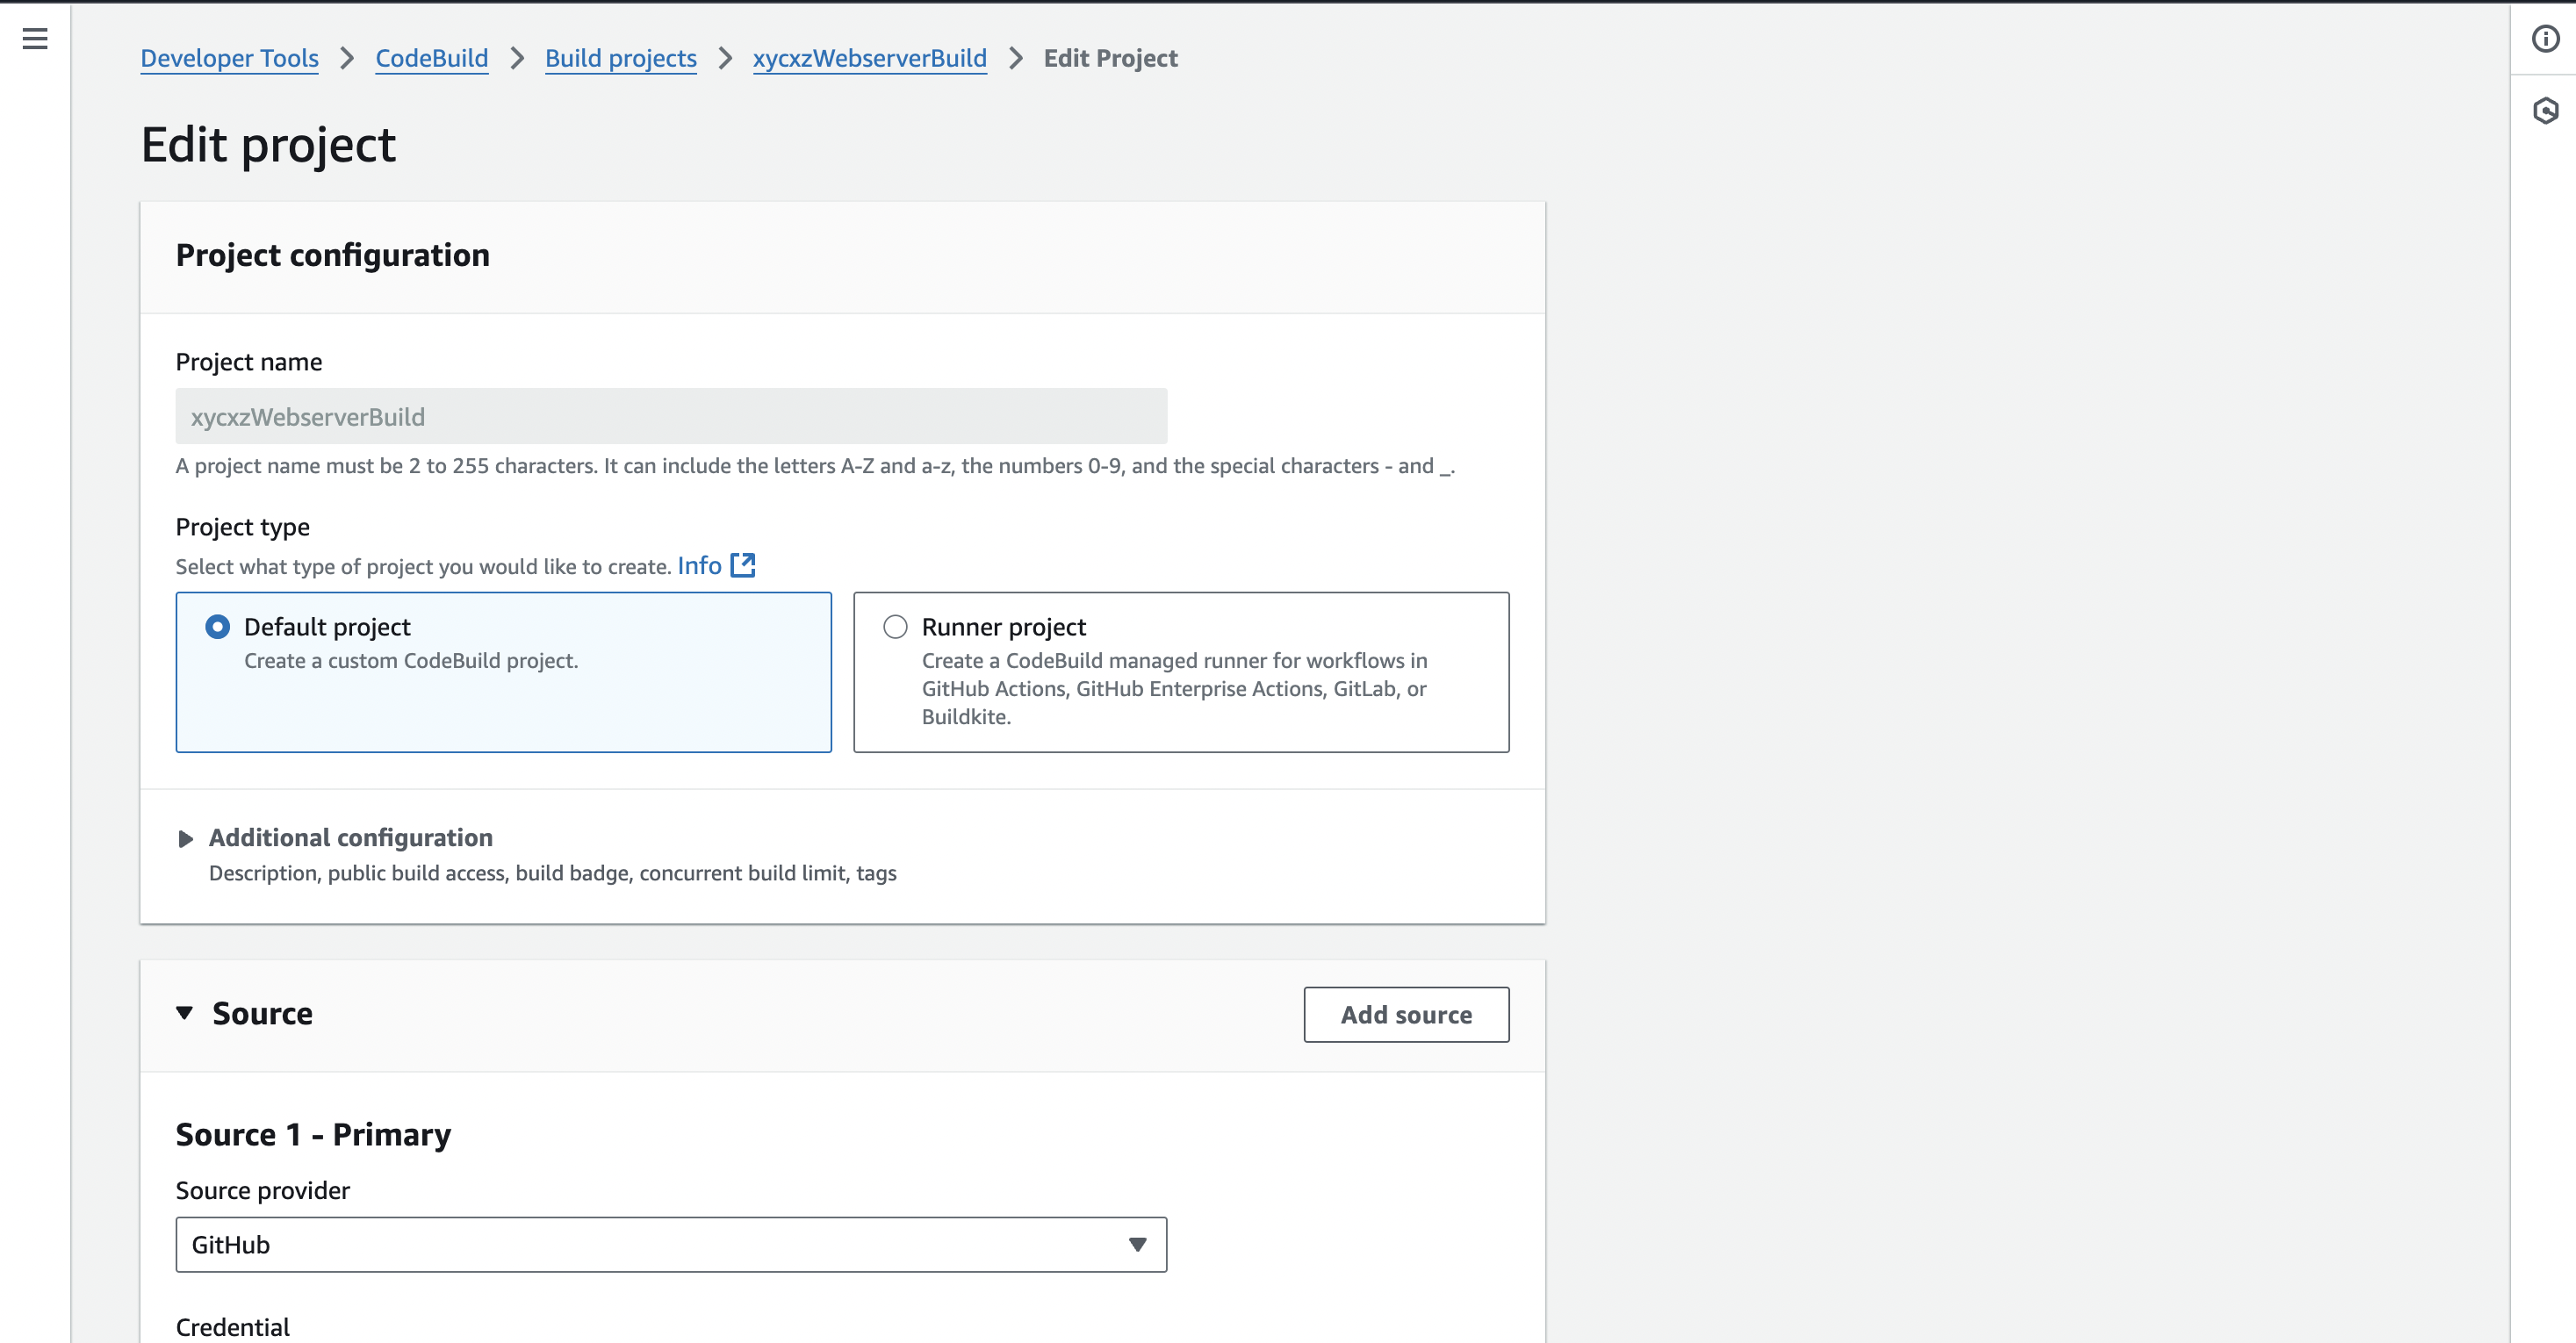 Developer Tools > CodeBuild > Build projects > xycxzWebserverBuild > Edit Project
Edit project
Project configuration
Project name
xycxzWebserverBuild
A project name must be 2 to 255 characters. It can include the letters A-Z and a-z, the numbers 0-9, and the special characters - and _.
Project type
Select what type of project you would like to create. Info
Default project
Create a custom CodeBuild project.
Runner project
Create a CodeBuild managed runner for workflows in
GitHub Actions, GitHub Enterprise Actions, GitLab, or
Buildkite.
Additional configuration
Description, public build access, build badge, concurrent build limit, tags
Source
Add source
Source 1 - Primary
Source provider
GitHub
Credential